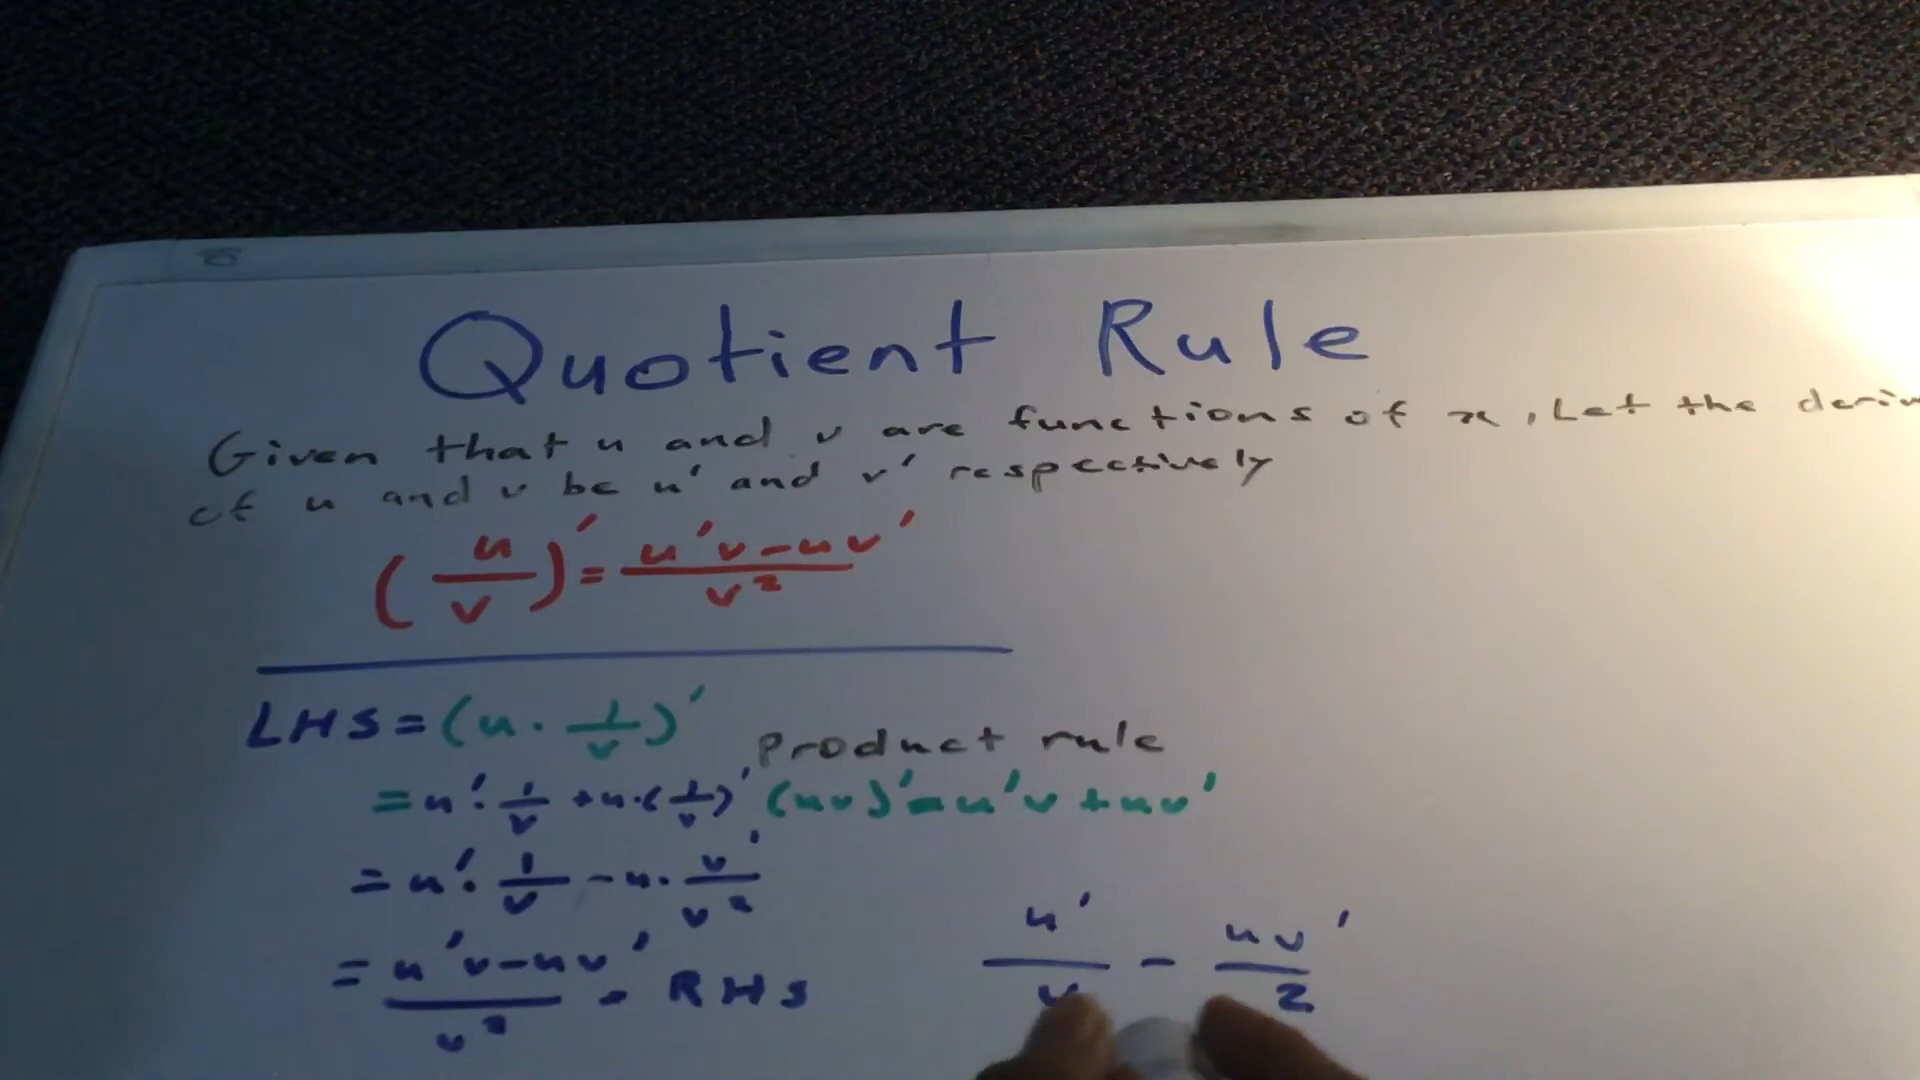 Quotient Rule
Given that u and v are functions of x, Let the deriv
of u and v be u' and v' respectively
(u/v)' = (u'v - uv')/v²
LHS = (u · 1/v)'
Product rule
= u' · 1/v + u · (1/v)' (uv)' = u'v + uv'
= u' · 1/v - u · v'/v²
= (u'v - uv')/v² = RHS
u'/v - uv'/ 2